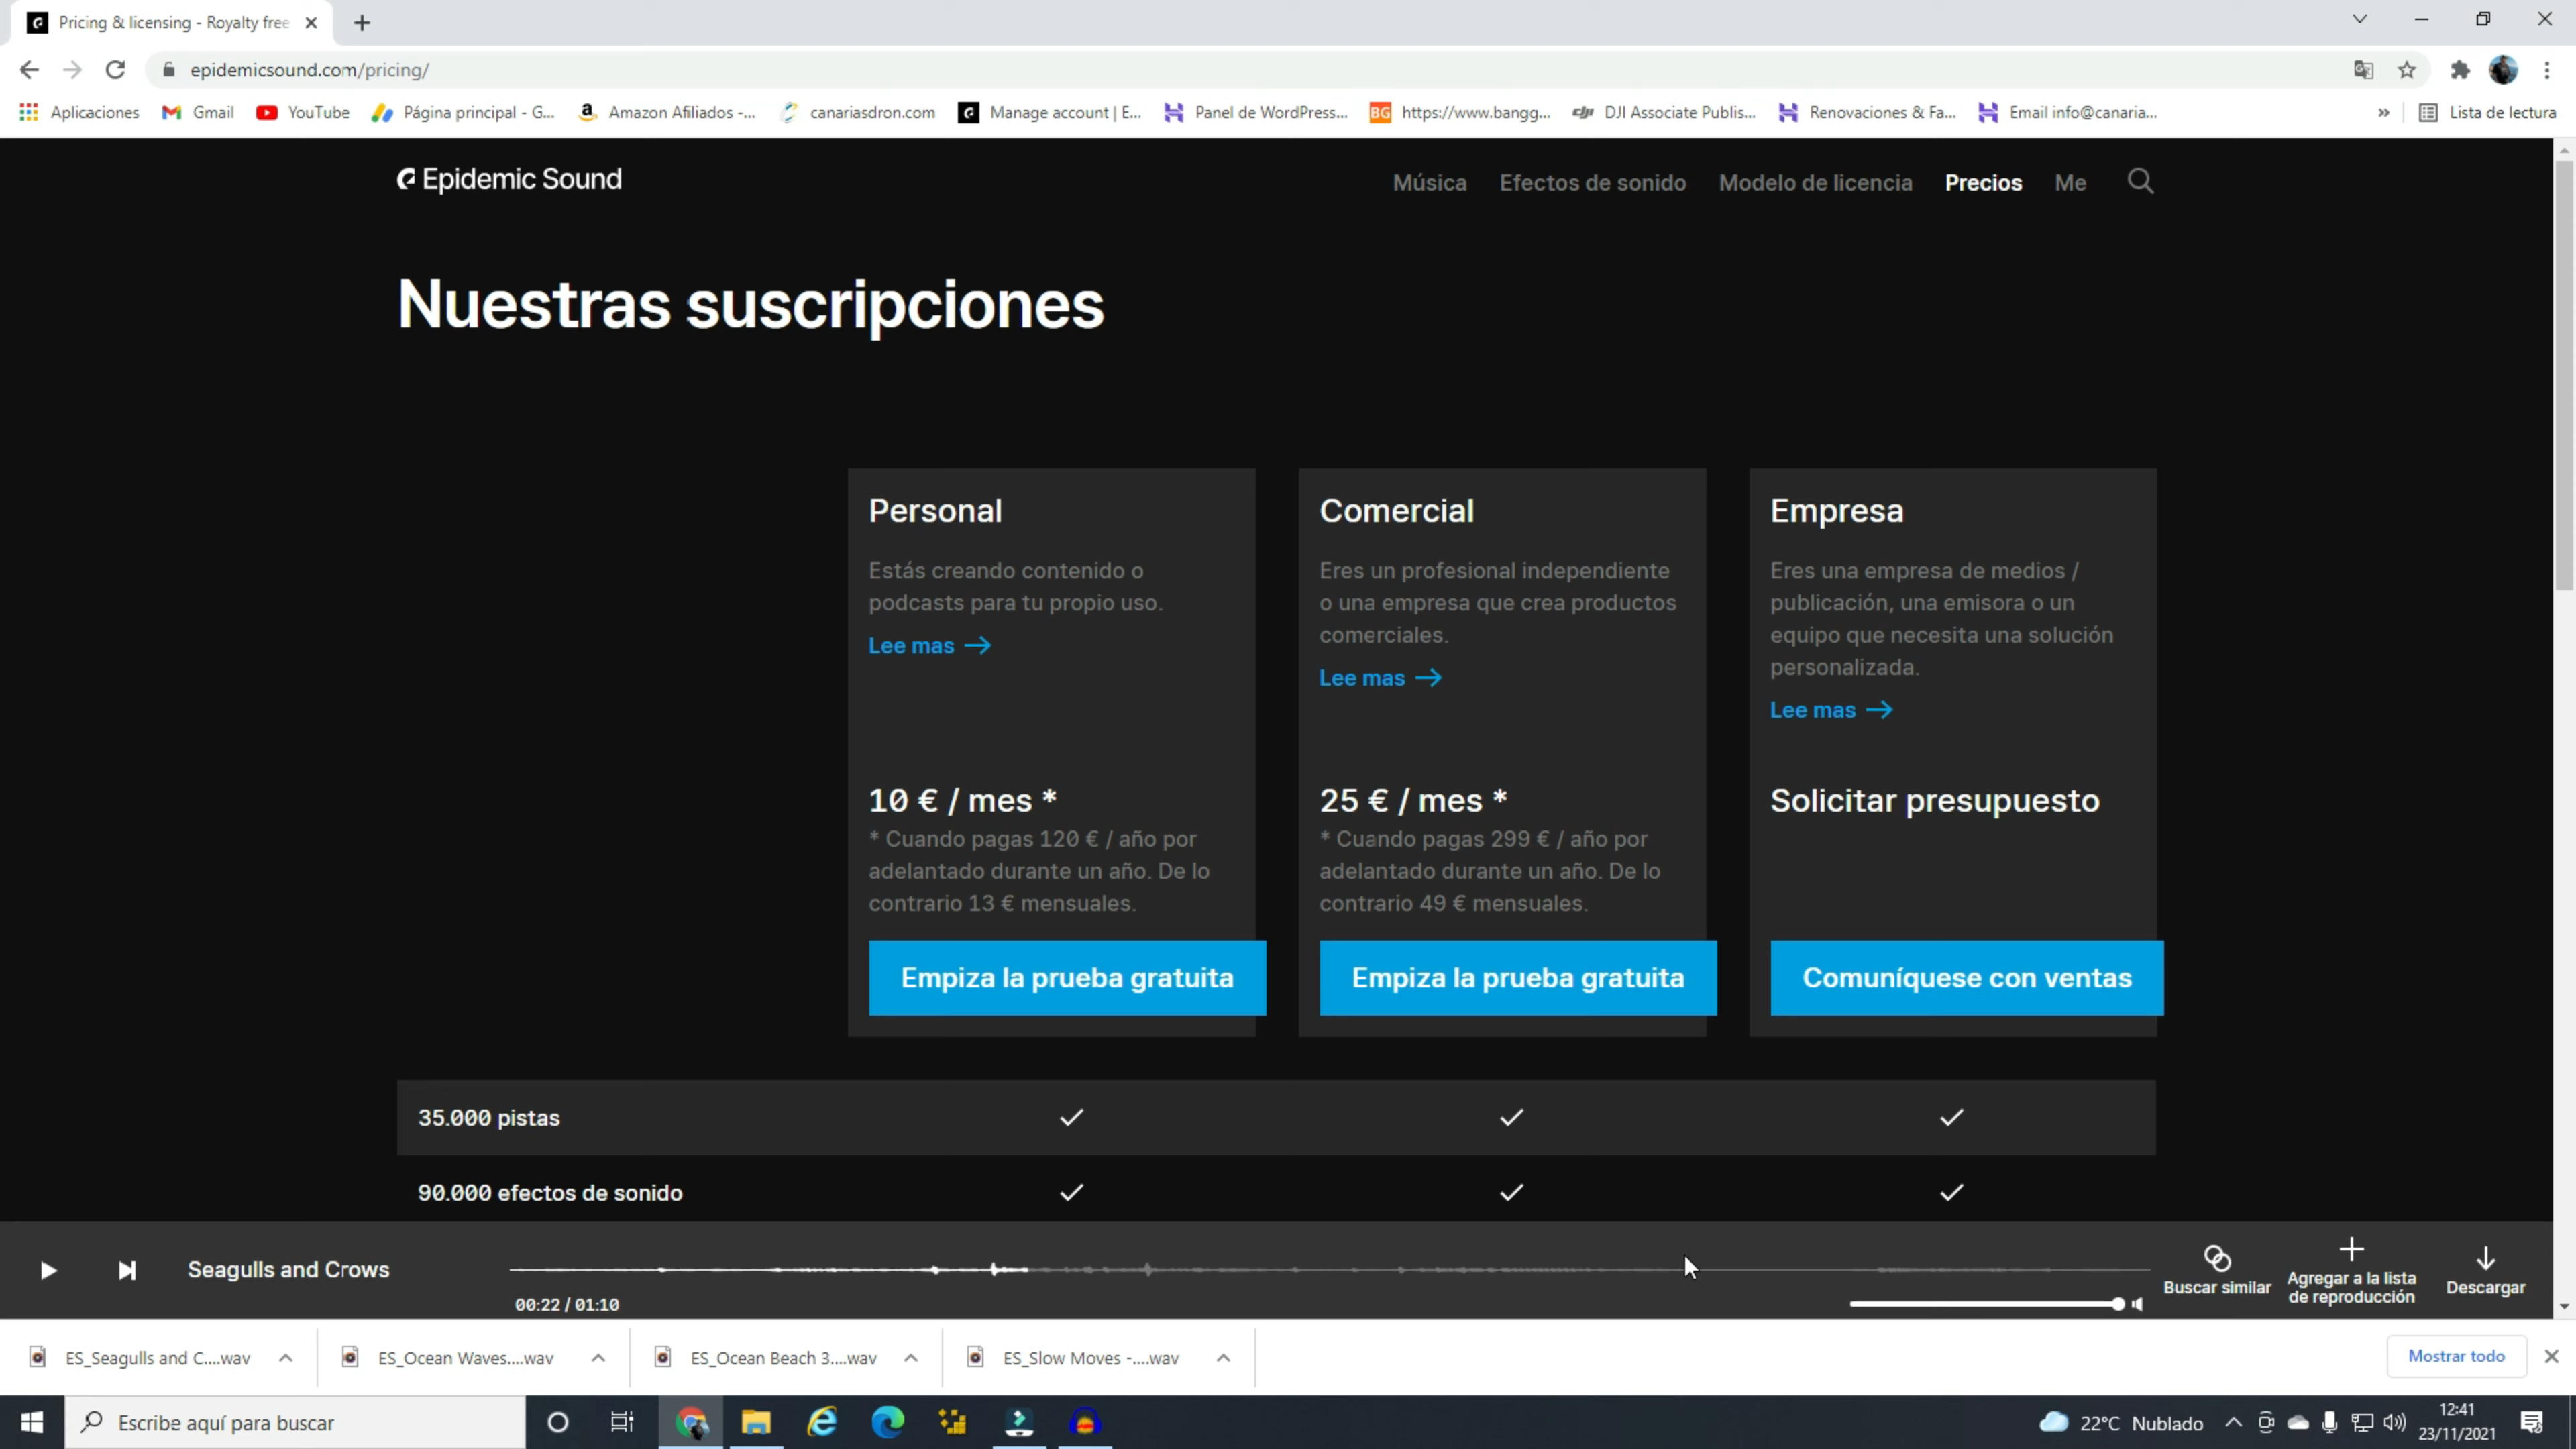 Pricing & licensing - Royalty free
epidemicsound.com/pricing/
Aplicaciones
Gmail
YouTube
Página principal - G...
Amazon Afiliados -...
canariasdron.com
Manage account | E...
Panel de WordPress...
BG
https://www.bangg...
dji
DJI Associate Publis...
Renovaciones & Fa...
Email info@canaria...
»
Lista de lectura
Epidemic Sound
Música
Efectos de sonido
Modelo de licencia
Precios
Me
Nuestras suscripciones
Personal
Estás creando contenido o
podcasts para tu propio uso.
Lee mas →
10 € / mes *
* Cuando pagas 120 € / año por
adelantado durante un año. De lo
contrario 13 € mensuales.
Empiza la prueba gratuita
Comercial
Eres un profesional independiente
o una empresa que crea productos
comerciales.
Lee mas →
25 € / mes *
* Cuando pagas 299 € / año por
adelantado durante un año. De lo
contrario 49 € mensuales.
Empiza la prueba gratuita
Empresa
Eres una empresa de medios /
publicación, una emisora o un
equipo que necesita una solución
personalizada.
Lee mas →
Solicitar presupuesto
Comuníquese con ventas
35.000 pistas
90.000 efectos de sonido
Seagulls and Crows
00:22 / 01:10
Buscar similar
Agregar a la lista
de reproducción
Descargar
ES_Seagulls and C....wav
ES_Ocean Waves....wav
ES_Ocean Beach 3....wav
ES_Slow Moves -....wav
Mostrar todo
Escribe aquí para buscar
22°C Nublado
12:41
23/11/2021